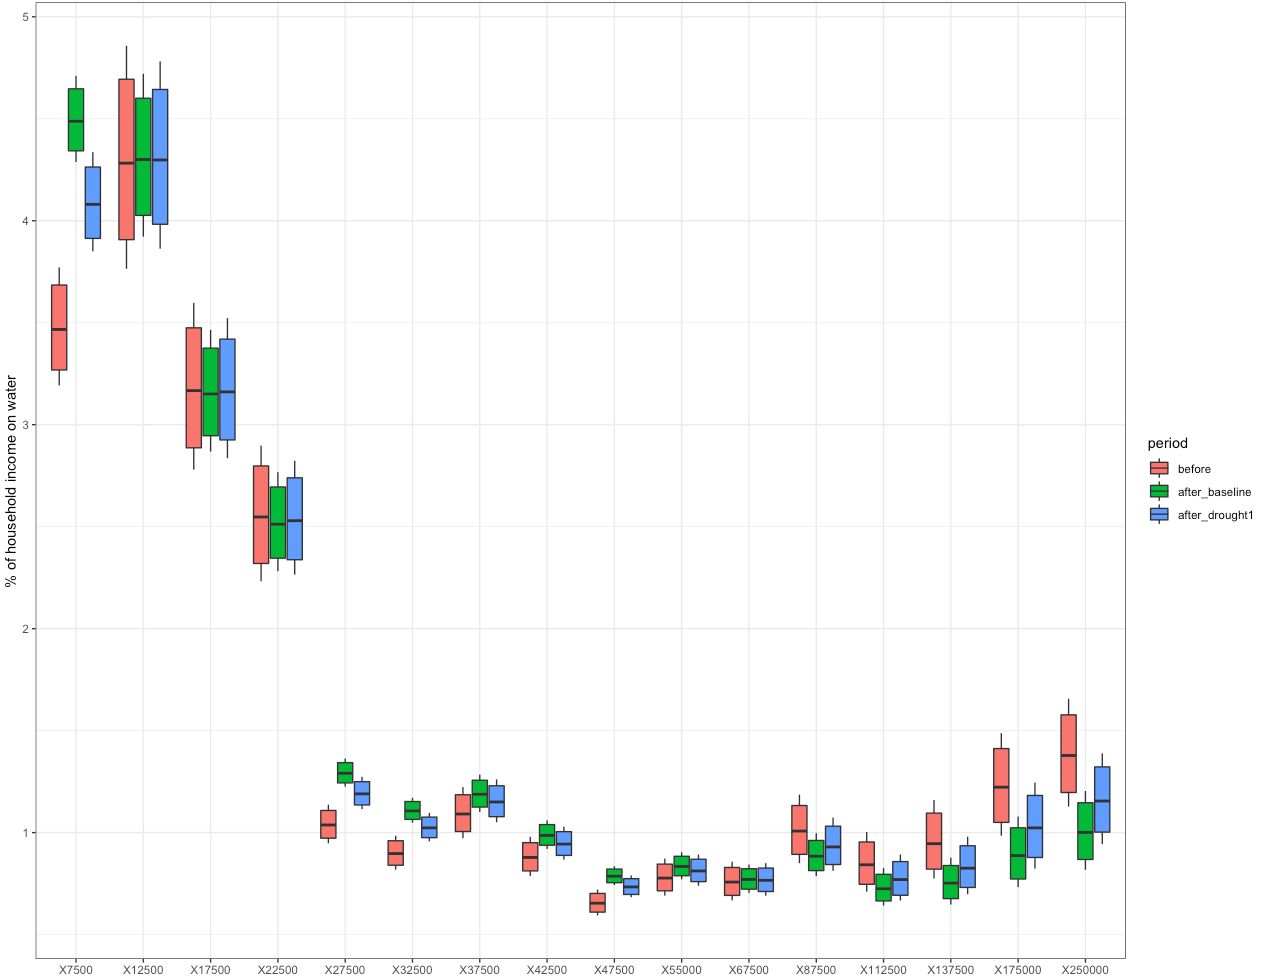 5
4
3
2
1
% of household income on water
X7500 X12500 X17500 X22500 X27500 X32500 X37500 X42500 X47500 X55000 X67500 X87500 X112500 X137500 X175000 X250000
period
before
after_baseline
after_drought1